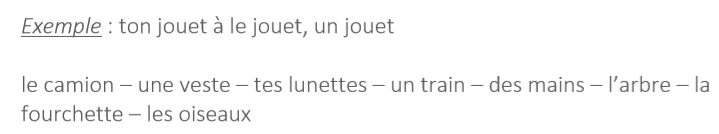 Exemple : ton jouet à le jouet, un jouet
le camion – une veste – tes lunettes – un train – des mains – l’arbre – la
fourchette – les oiseaux